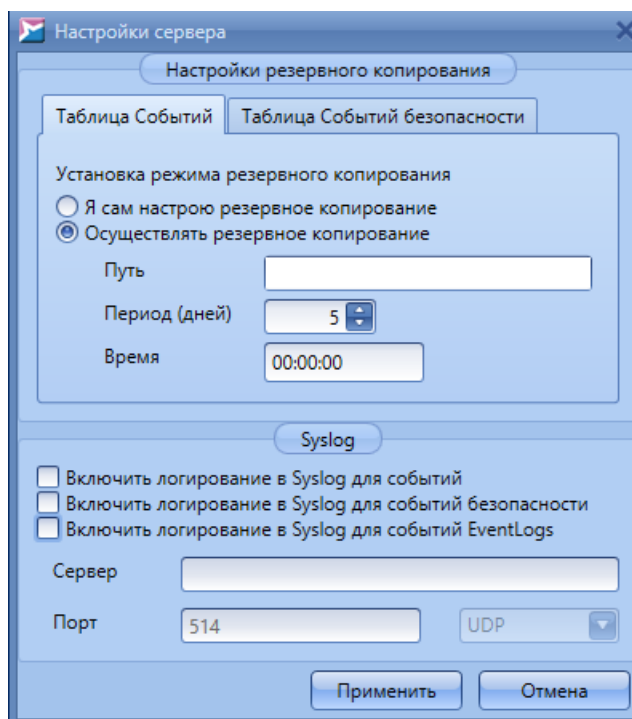 Настройки сервера
Настройки резервного копирования
Таблица Событий
Таблица Событий безопасности
Установка режима резервного копирования
Я сам настрою резервное копирование
Осуществлять резервное копирование
Путь
Период (дней) 5
Время 00:00:00
Syslog
Включить логирование в Syslog для событий
Включить логирование в Syslog для событий безопасности
Включить логирование в Syslog для событий EventLogs
Сервер
Порт 514 UDP
Применить Отмена